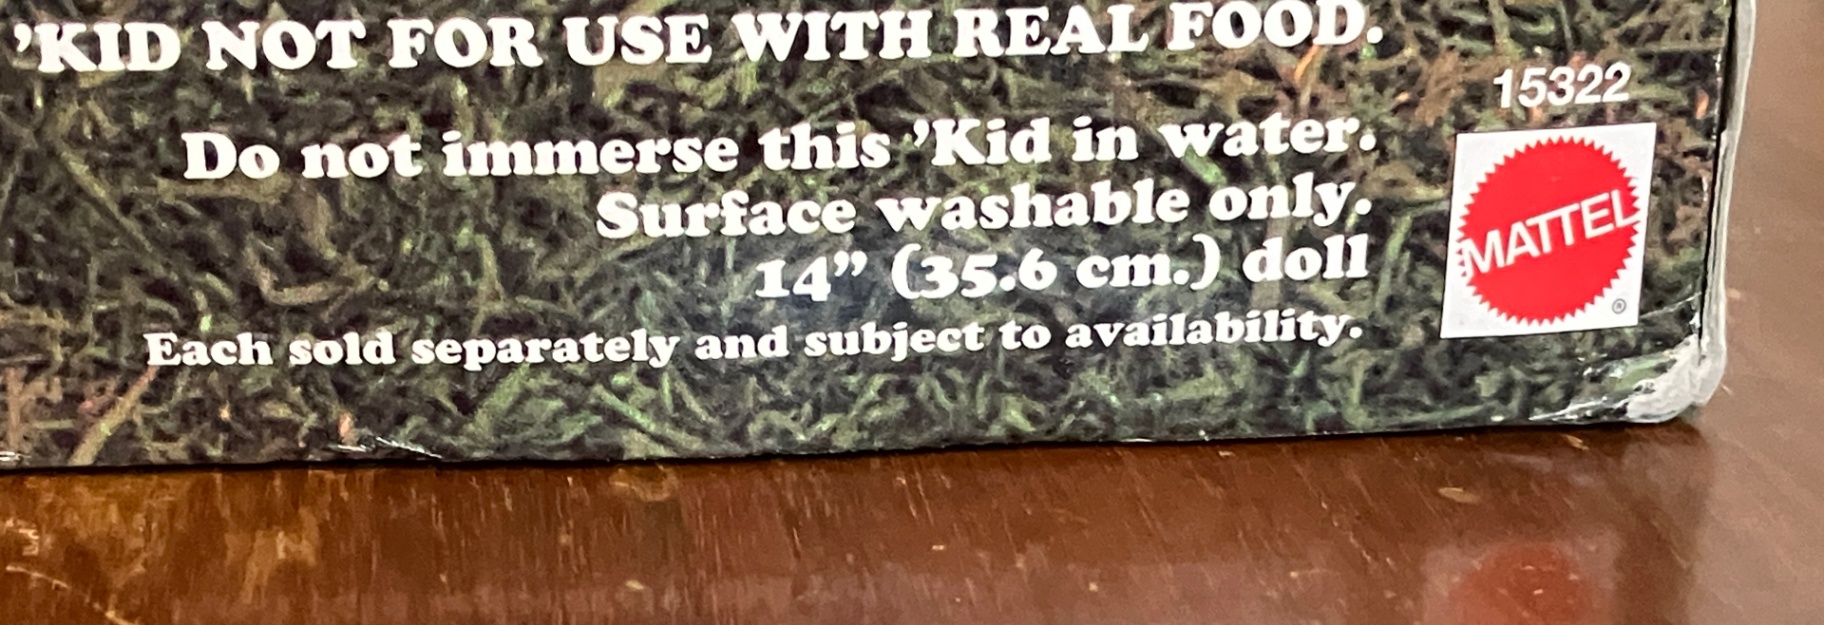 ’KID NOT FOR USE WITH REAL FOOD.
15322
Do not immerse this ’Kid in water.
Surface washable only.
14” (35.6 cm.) doll
Each sold separately and subject to availability.
MATTEL
®